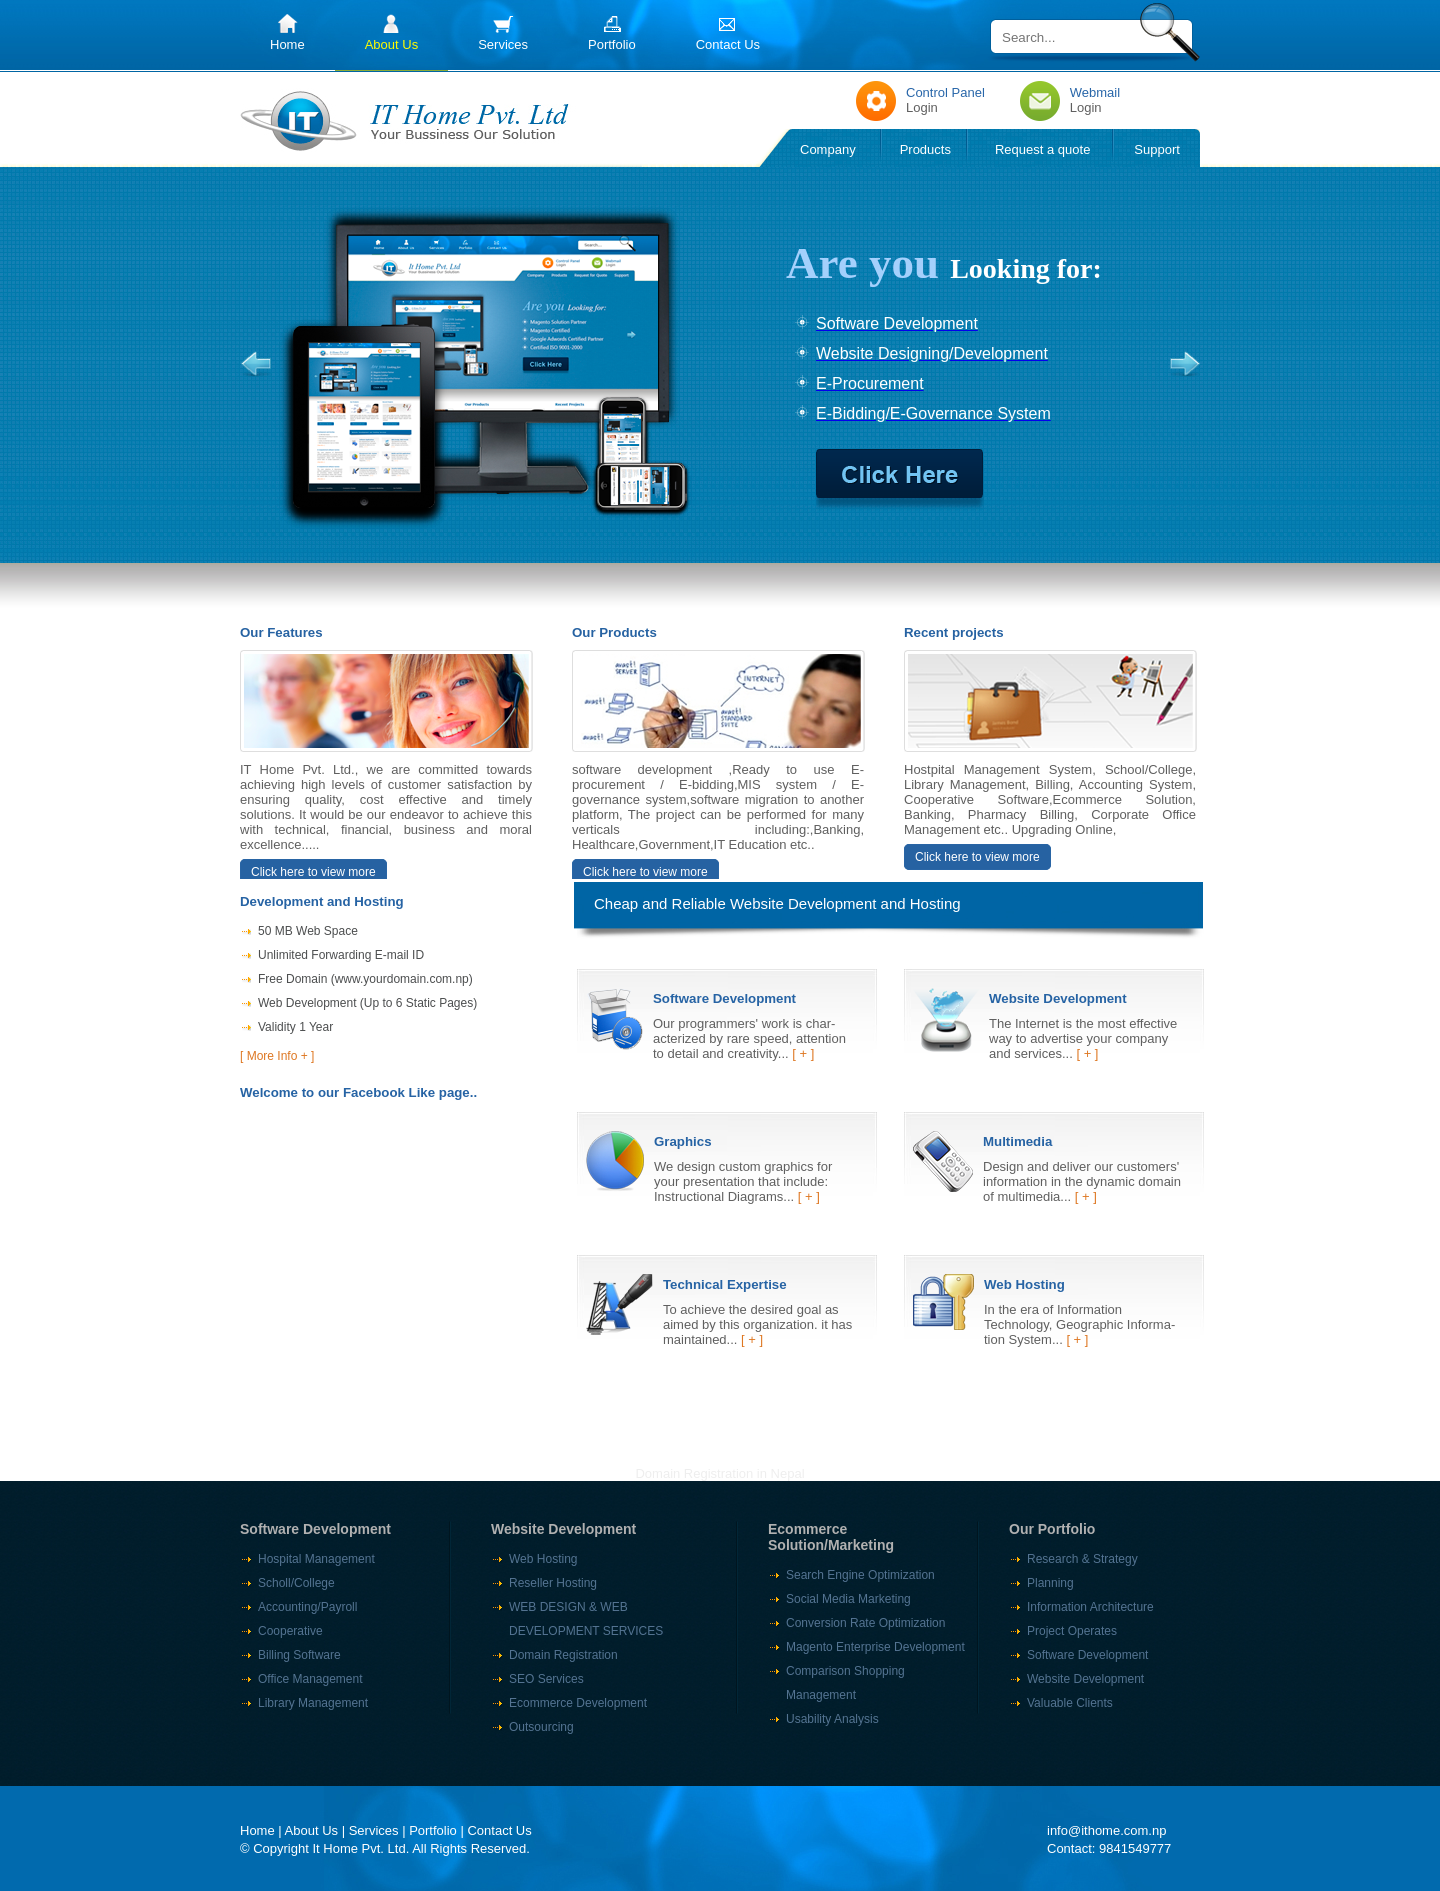 Home
About Us
Services
Portfolio
Contact Us
Search...
IT
IT Home Pvt. Ltd
Your Bussiness Our Solution
Control Panel
Login
Webmail
Login
Company
Products
Request a quote
Support
Are you Looking for:
Software Development
Website Designing/Development
E-Procurement
E-Bidding/E-Governance System
Click Here
Our Features
IT Home Pvt. Ltd., we are committed towards
achieving high levels of customer satisfaction by
ensuring quality, cost effective and timely
solutions. It would be our endeavor to achieve this
with technical, financial, business and moral
excellence.....
Click here to view more
Our Products
avast!
SERVER
INTERNET
avast!
avast!
STANDARD
SUITE
avast!
software development ,Ready to use E-
procurement / E-bidding,MIS system / E-
governance system,software migration to another
platform, The project can be performed for many
verticals including:,Banking,
Healthcare,Government,IT Education etc..
Click here to view more
Recent projects
Hostpital Management System, School/College,
Library Management, Billing, Accounting System,
Cooperative Software,Ecommerce Solution,
Banking, Pharmacy Billing, Corporate Office
Management etc.. Upgrading Online,
Click here to view more
Development and Hosting
50 MB Web Space
Unlimited Forwarding E-mail ID
Free Domain (www.yourdomain.com.np)
Web Development (Up to 6 Static Pages)
Validity 1 Year
[ More Info + ]
Welcome to our Facebook Like page..
Cheap and Reliable Website Development and Hosting
Software Development
Our programmers' work is char-
acterized by rare speed, attention
to detail and creativity... [ + ]
Website Development
The Internet is the most effective
way to advertise your company
and services... [ + ]
Graphics
We design custom graphics for
your presentation that include:
Instructional Diagrams... [ + ]
Multimedia
Design and deliver our customers'
information in the dynamic domain
of multimedia... [ + ]
Technical Expertise
To achieve the desired goal as
aimed by this organization. it has
maintained... [ + ]
Web Hosting
In the era of Information
Technology, Geographic Informa-
tion System... [ + ]
Domain Registration in Nepal
Software Development
Hospital Management
Scholl/College
Accounting/Payroll
Cooperative
Billing Software
Office Management
Library Management
Website Development
Web Hosting
Reseller Hosting
WEB DESIGN & WEB
DEVELOPMENT SERVICES
Domain Registration
SEO Services
Ecommerce Development
Outsourcing
Ecommerce
Solution/Marketing
Search Engine Optimization
Social Media Marketing
Conversion Rate Optimization
Magento Enterprise Development
Comparison Shopping
Management
Usability Analysis
Our Portfolio
Research & Strategy
Planning
Information Architecture
Project Operates
Software Development
Website Development
Valuable Clients
Home | About Us | Services | Portfolio | Contact Us
© Copyright It Home Pvt. Ltd. All Rights Reserved.
info@ithome.com.np
Contact: 9841549777